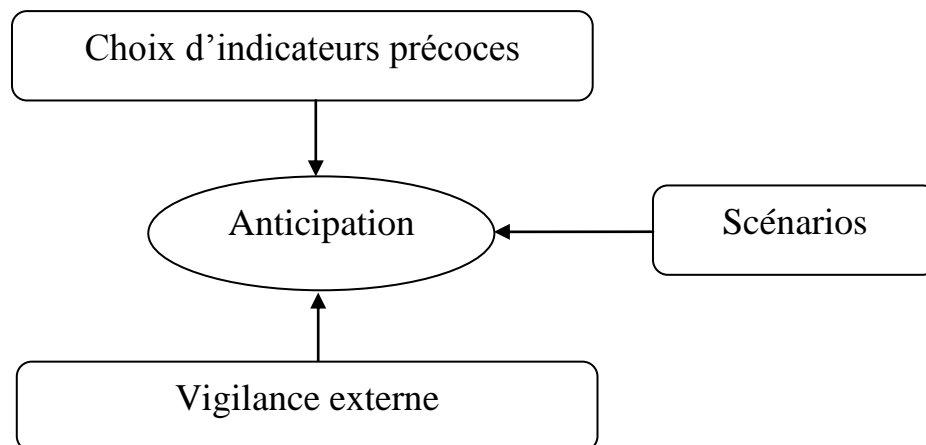 Choix d’indicateurs précoces
Anticipation
Scénarios
Vigilance externe